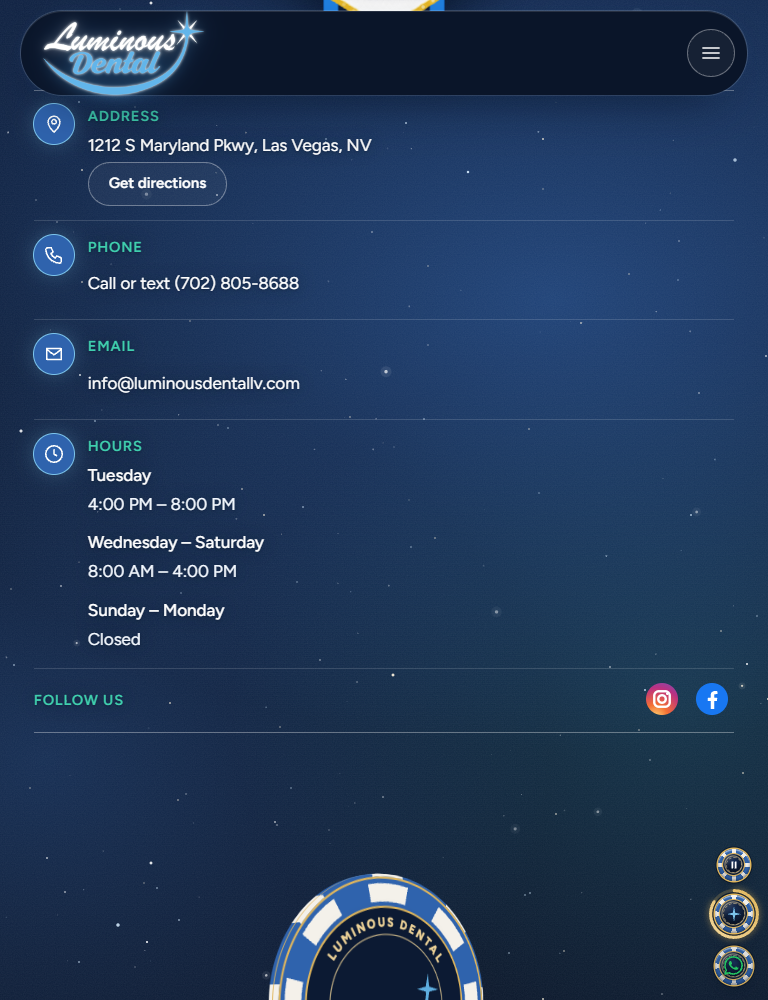 Luminous
Dental
ADDRESS
1212 S Maryland Pkwy, Las Vegas, NV
Get directions
PHONE
Call or text (702) 805-8688
EMAIL
info@luminousdentallv.com
HOURS
Tuesday
4:00 PM – 8:00 PM
Wednesday – Saturday
8:00 AM – 4:00 PM
Sunday – Monday
Closed
FOLLOW US
LUMINOUS DENTAL